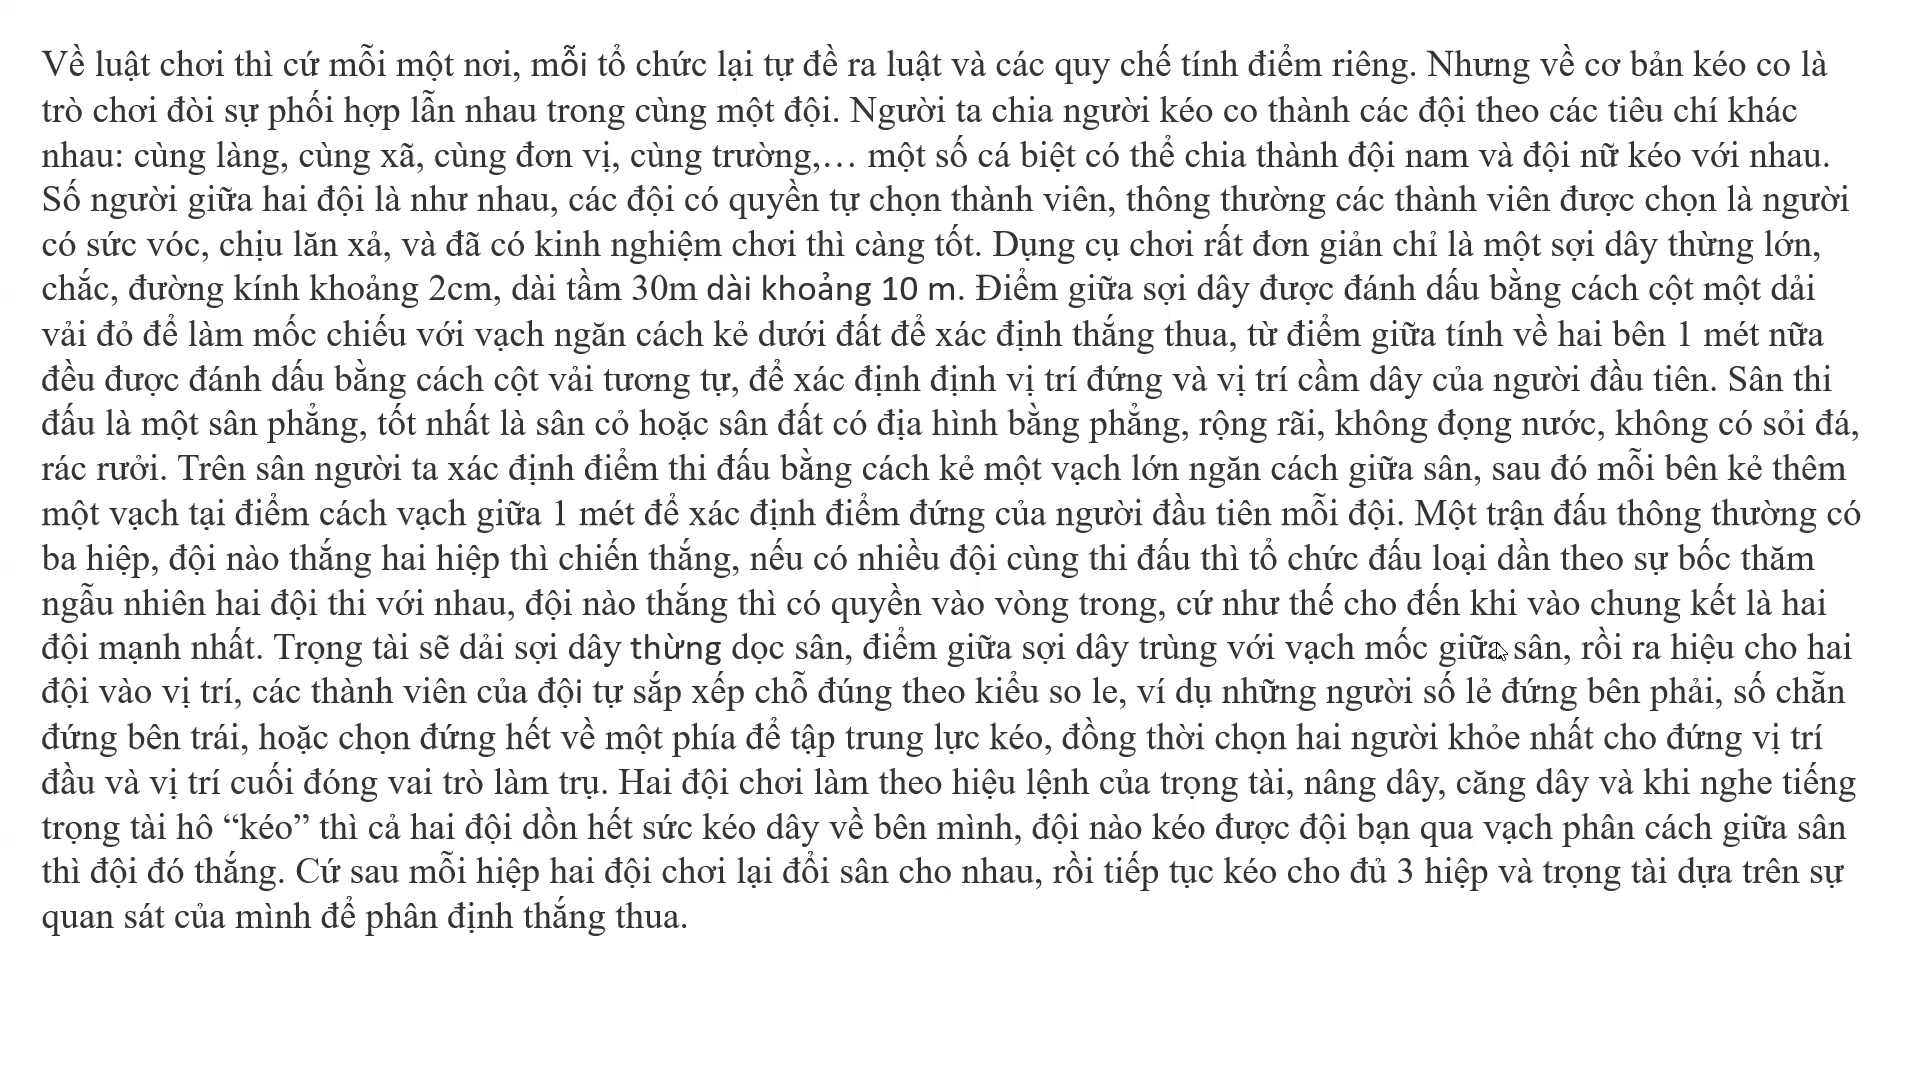 Về luật chơi thì cứ mỗi một nơi, mỗi tổ chức lại tự đề ra luật và các quy chế tính điểm riêng. Nhưng về cơ bản kéo co là
trò chơi đòi sự phối hợp lẫn nhau trong cùng một đội. Người ta chia người kéo co thành các đội theo các tiêu chí khác
nhau: cùng làng, cùng xã, cùng đơn vị, cùng trường,… một số cá biệt có thể chia thành đội nam và đội nữ kéo với nhau.
Số người giữa hai đội là như nhau, các đội có quyền tự chọn thành viên, thông thường các thành viên được chọn là người
có sức vóc, chịu lăn xả, và đã có kinh nghiệm chơi thì càng tốt. Dụng cụ chơi rất đơn giản chỉ là một sợi dây thừng lớn,
chắc, đường kính khoảng 2cm, dài tầm 30m dài khoảng 10 m. Điểm giữa sợi dây được đánh dấu bằng cách cột một dải
vải đỏ để làm mốc chiếu với vạch ngăn cách kẻ dưới đất để xác định thắng thua, từ điểm giữa tính về hai bên 1 mét nữa
đều được đánh dấu bằng cách cột vải tương tự, để xác định định vị trí đứng và vị trí cầm dây của người đầu tiên. Sân thi
đấu là một sân phẳng, tốt nhất là sân cỏ hoặc sân đất có địa hình bằng phẳng, rộng rãi, không đọng nước, không có sỏi đá,
rác rưởi. Trên sân người ta xác định điểm thi đấu bằng cách kẻ một vạch lớn ngăn cách giữa sân, sau đó mỗi bên kẻ thêm
một vạch tại điểm cách vạch giữa 1 mét để xác định điểm đứng của người đầu tiên mỗi đội. Một trận đấu thông thường có
ba hiệp, đội nào thắng hai hiệp thì chiến thắng, nếu có nhiều đội cùng thi đấu thì tổ chức đấu loại dần theo sự bốc thăm
ngẫu nhiên hai đội thi với nhau, đội nào thắng thì có quyền vào vòng trong, cứ như thế cho đến khi vào chung kết là hai
đội mạnh nhất. Trọng tài sẽ dải sợi dây thừng dọc sân, điểm giữa sợi dây trùng với vạch mốc giữa sân, rồi ra hiệu cho hai
đội vào vị trí, các thành viên của đội tự sắp xếp chỗ đúng theo kiểu so le, ví dụ những người số lẻ đứng bên phải, số chẵn
đứng bên trái, hoặc chọn đứng hết về một phía để tập trung lực kéo, đồng thời chọn hai người khỏe nhất cho đứng vị trí
đầu và vị trí cuối đóng vai trò làm trụ. Hai đội chơi làm theo hiệu lệnh của trọng tài, nâng dây, căng dây và khi nghe tiếng
trọng tài hô “kéo” thì cả hai đội dồn hết sức kéo dây về bên mình, đội nào kéo được đội bạn qua vạch phân cách giữa sân
thì đội đó thắng. Cứ sau mỗi hiệp hai đội chơi lại đổi sân cho nhau, rồi tiếp tục kéo cho đủ 3 hiệp và trọng tài dựa trên sự
quan sát của mình để phân định thắng thua.